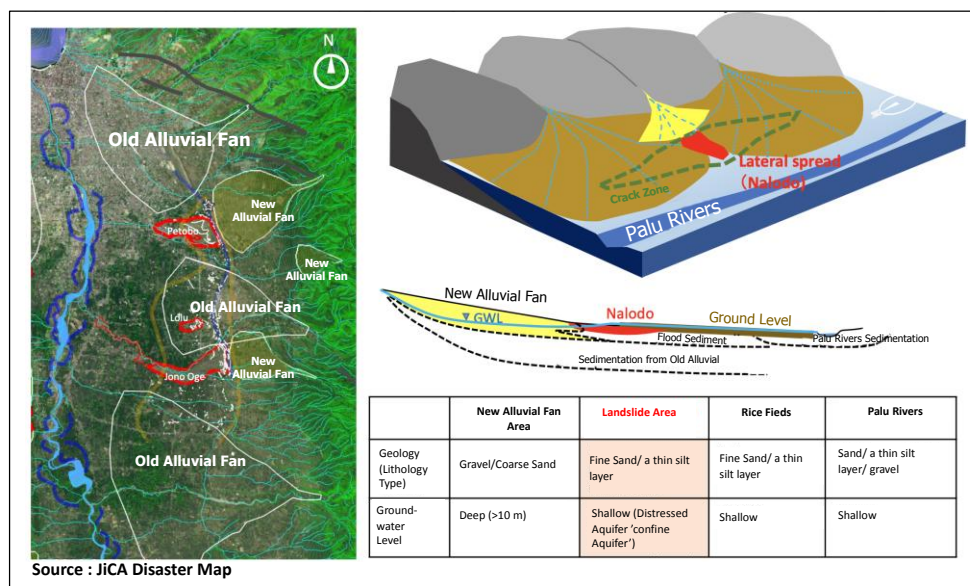 N
Old Alluvial Fan
New
Alluvial Fan
Petobo
New
Alluvial Fan
Old Alluvial Fan
Lolu
New
Alluvial Fan
Jono Oge
Old Alluvial Fan
Source : JiCA Disaster Map
Lateral spread
(Nalodo)
Crack Zone
Palu Rivers
New Alluvial Fan
GWL
Nalodo
Ground Level
Flood Sediment
Palu Rivers Sedimentation
Sedimentation from Old Alluvial
New Alluvial Fan
Area
Landslide Area
Rice Fieds
Palu Rivers
Geology
(Lithology
Type)
Gravel/Coarse Sand
Fine Sand/ a thin silt
layer
Fine Sand/ a thin
silt layer
Sand/ a thin silt
layer/ gravel
Ground-
water
Level
Deep (>10 m)
Shallow (Distressed
Aquifer 'confine
Aquifer')
Shallow
Shallow